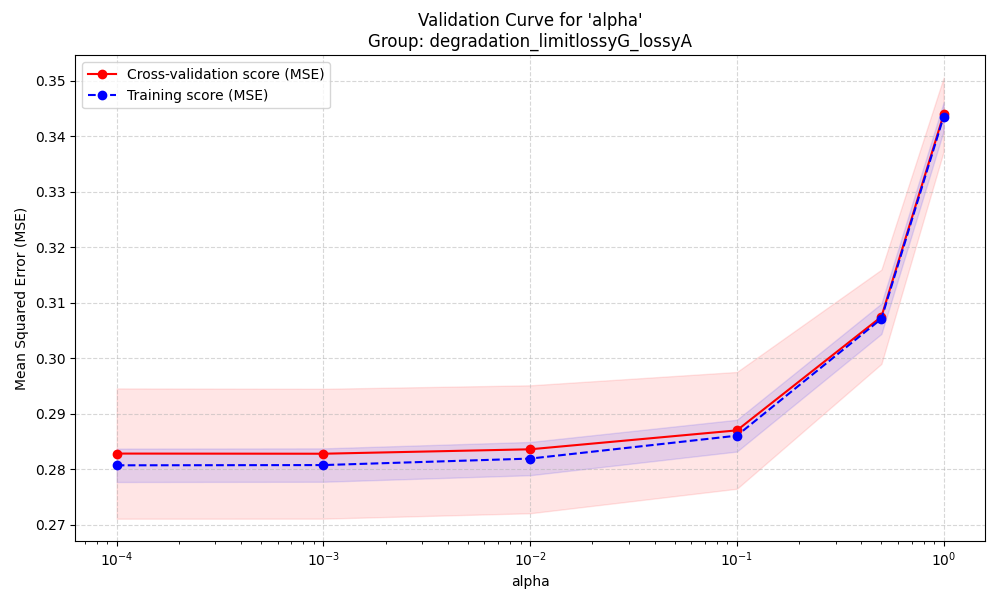 Validation Curve for 'alpha'
Group: degradation_limitlossyG_lossyA
Cross-validation score (MSE)
Training score (MSE)
Mean Squared Error (MSE)
0.35
0.34
0.33
0.32
0.31
0.30
0.29
0.28
0.27
10⁻⁴ 10⁻³ 10⁻² 10⁻¹ 10⁰
alpha